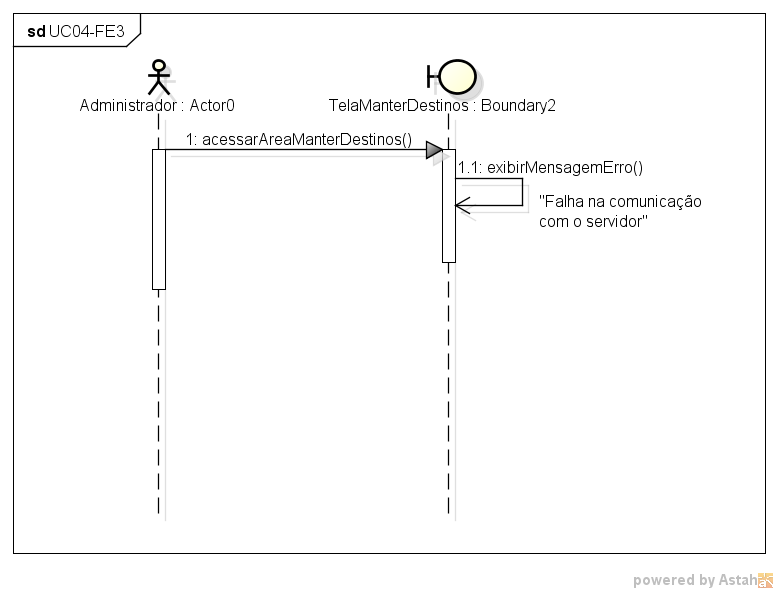 sd UC04-FE3
Administrador : Actor0
TelaManterDestinos : Boundary2
1: acessarAreaManterDestinos()
1.1: exibirMensagemErro()
"Falha na comunicação
com o servidor"
powered by Astah